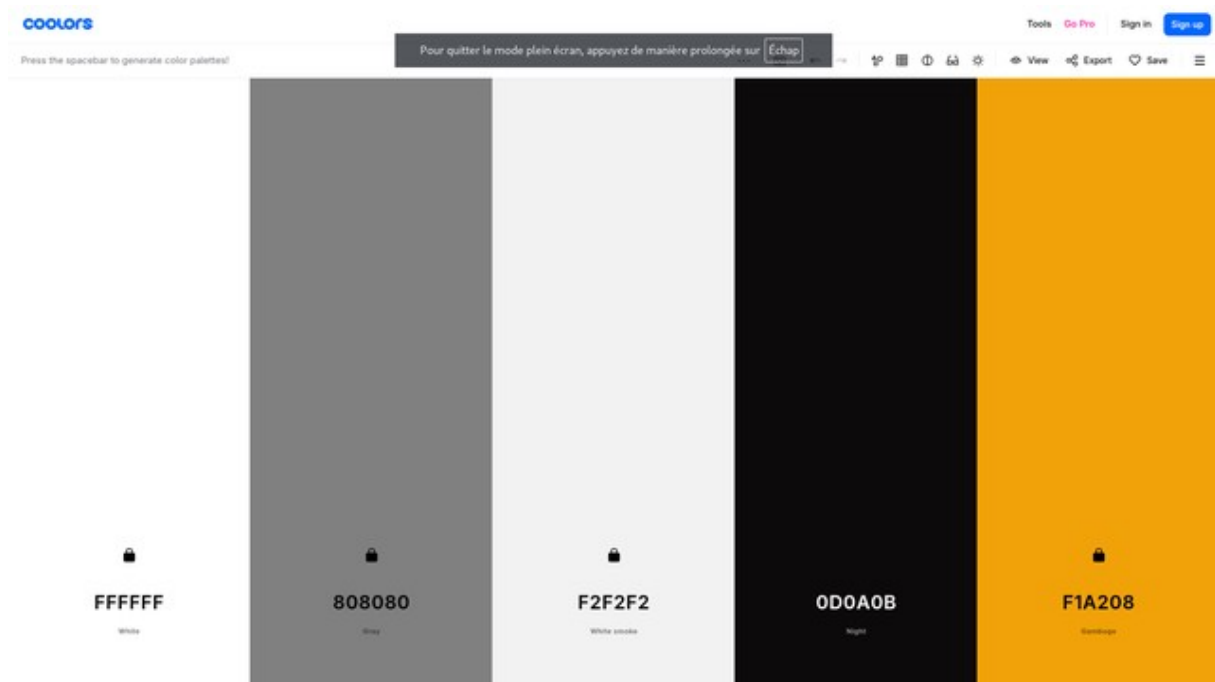 coolors
Tools Go Pro Sign in Sign up
Pour quitter le mode plein écran, appuyez de manière prolongée sur Échap
Press the spacebar to generate color palettes!
View Export Save
FFFFFF
White
808080
Gray
F2F2F2
White smoke
0D0A0B
Night
F1A208
Gamboge